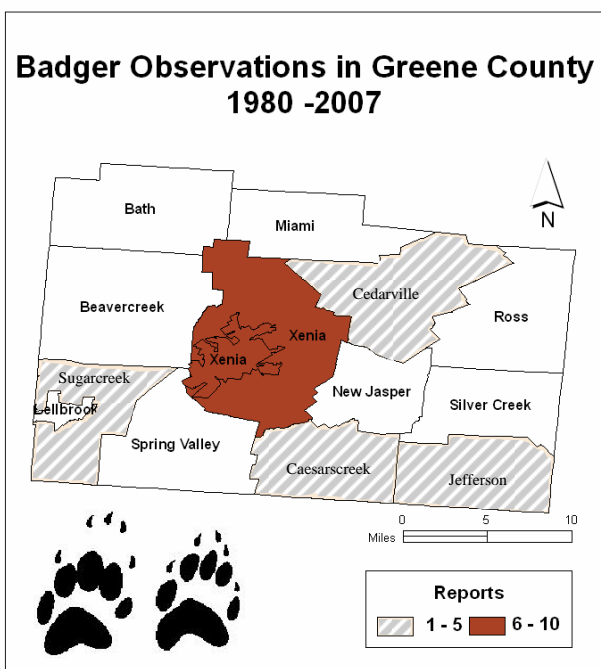 Badger Observations in Greene County
1980 -2007
Bath
Miami
N
Cedarville
Beavercreek
Xenia
Ross
Xenia
Sugarcreek
New Jasper
Bellbrook
Silver Creek
Spring Valley
Caesarscreek
Jefferson
0 5 10
Miles
Reports
1 - 5 6 - 10